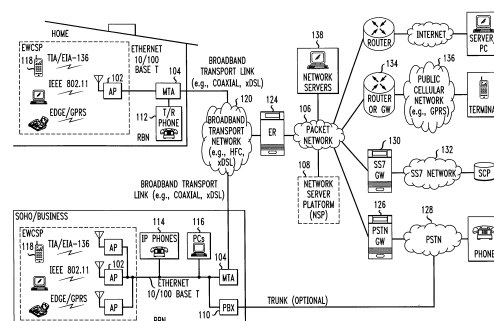 HOME
EWCSP
TIA/EIA-136
118
IEEE 802.11
102
AP
EDGE/GPRS
ETHERNET
10/100
BASE T
104
MTA
112
T/R
PHONE
RBN
BROADBAND
TRANSPORT
LINK
(e.g., COAXIAL, xDSL)
120
BROADBAND
TRANSPORT
NETWORK
(e.g., HFC,
xDSL)
124
ER
138
NETWORK
SERVERS
106
PACKET
NETWORK
108
NETWORK
SERVER
PLATFORM
(NSP)
ROUTER
INTERNET
SERVER/
PC
134
ROUTER
OR GW
136
PUBLIC
CELLULAR
NETWORK
(e.g., GPRS)
TERMINAL
130
SS7
GW
132
SS7 NETWORK
SCP
126
PSTN
GW
128
PSTN
PHONE
BROADBAND TRANSPORT
LINK (e.g., COAXIAL, xDSL)
SOHO/BUSINESS
EWCSP
118
TIA/EIA-136
AP
IEEE 802.11
102
AP
EDGE/GPRS
AP
114
IP PHONES
116
PCs
ETHERNET
10/100 BASE T
104
MTA
PBX
110
TRUNK (OPTIONAL)
RBN